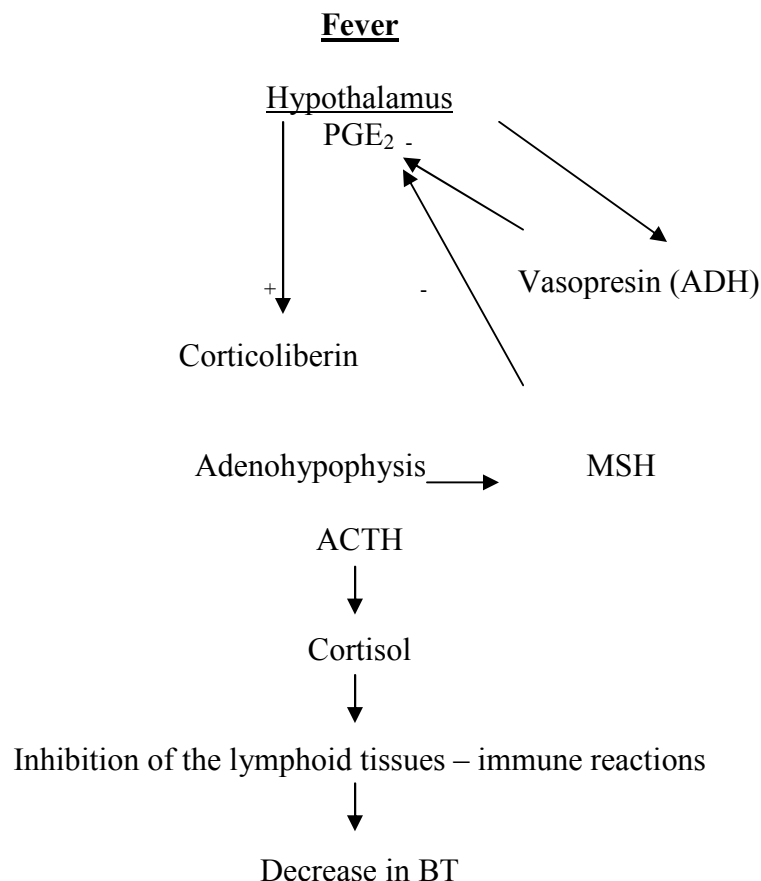 Fever
Hypothalamus
PGE₂ -
Vasopresin (ADH)
+ -
Corticoliberin
Adenohypophysis MSH
ACTH
Cortisol
Inhibition of the lymphoid tissues – immune reactions
Decrease in BT